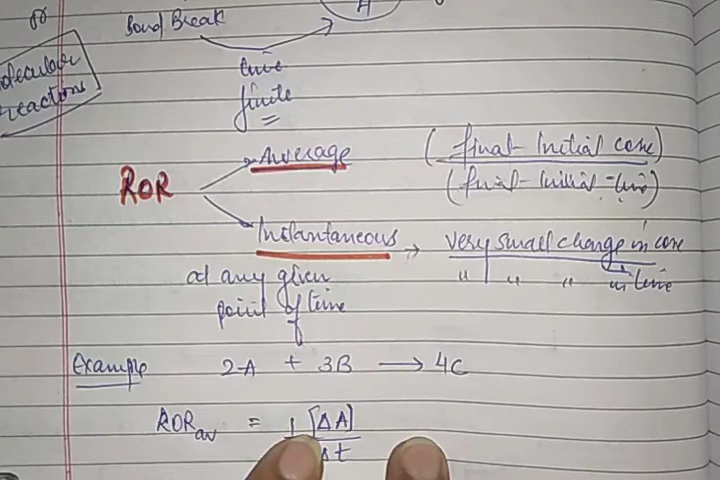 Bond Break
A
Molecular
reactions
time
finite
Average
(final - Initial conc)
(final - Initial - time)
ROR
Instantaneous → very small change in conc
" " " in time
at any given
point of time
Example 2A + 3B → 4C
ROR av = 1 [ΔA]
Δt